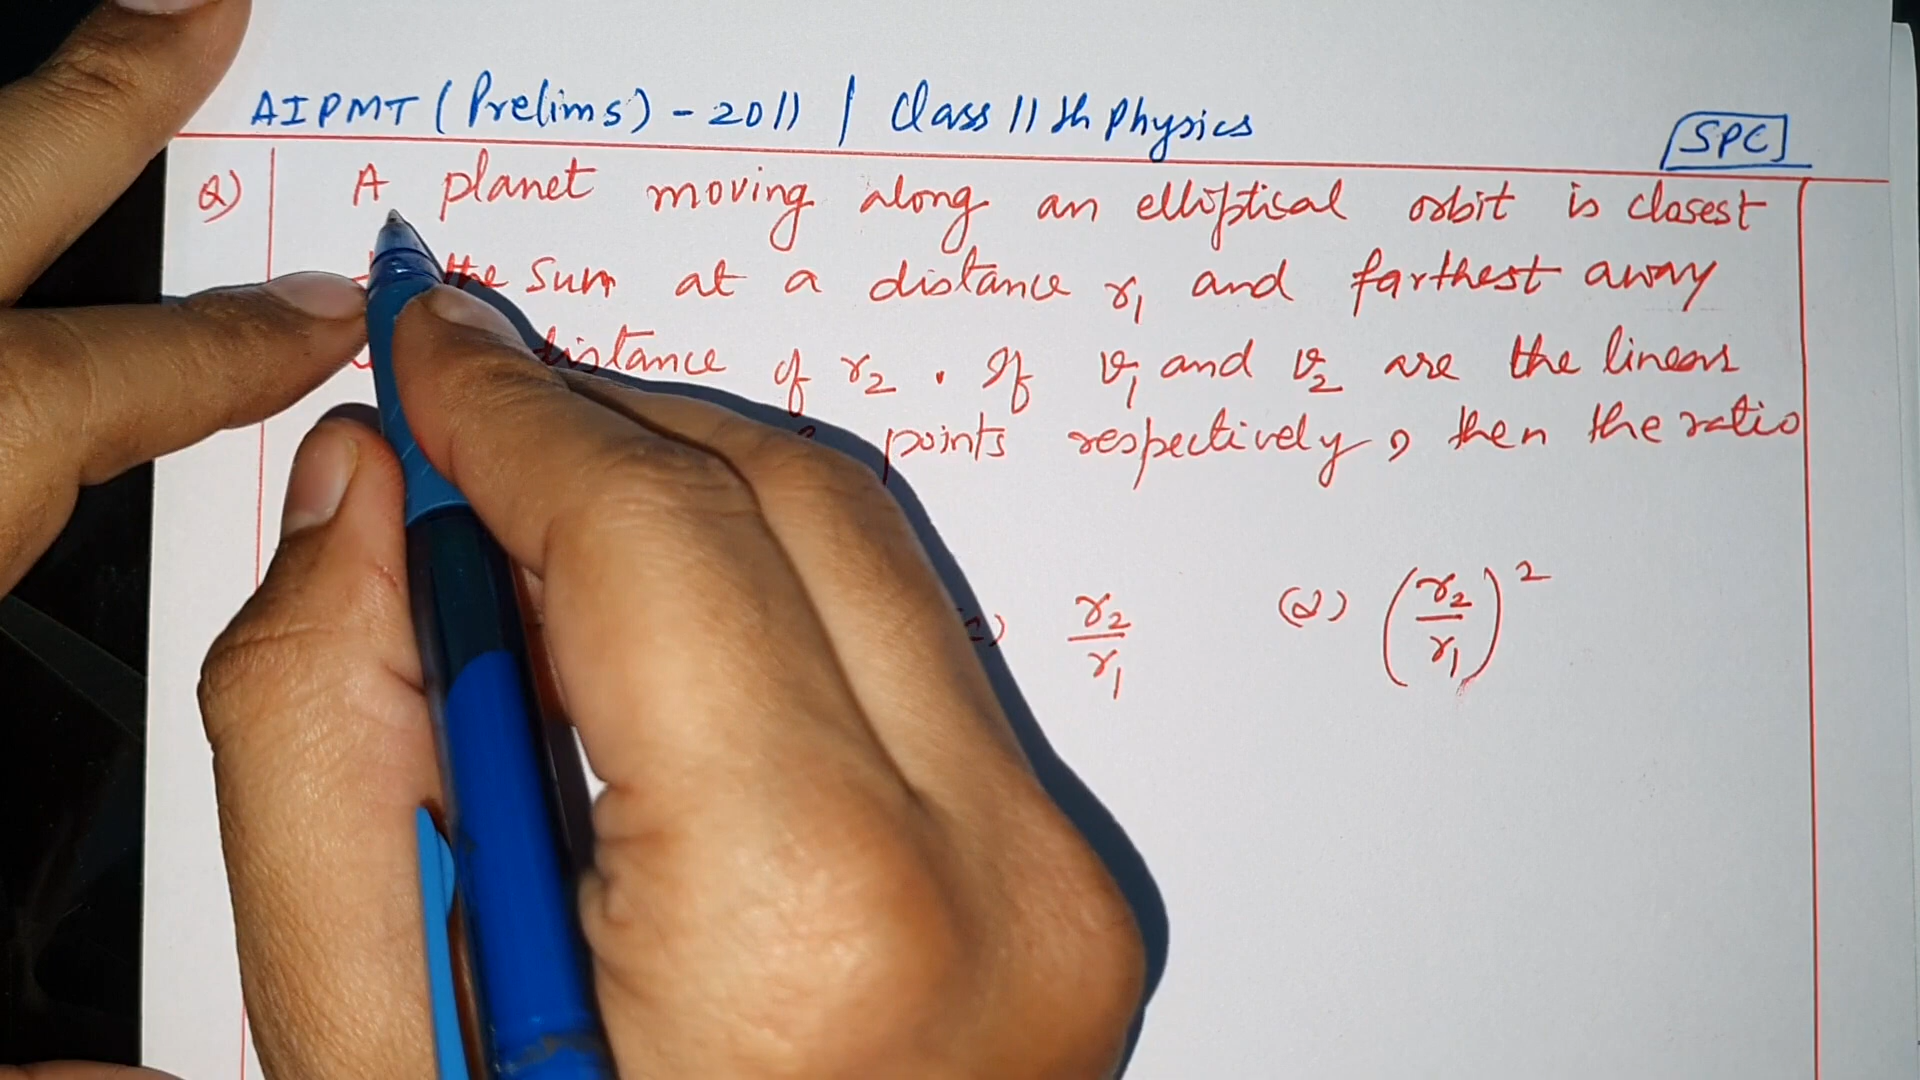 AIPMT (Prelims) - 2011 | Class 11th Physics
SPC
Q) A planet moving along an elliptical orbit is closest
the Sun at a distance r₁ and farthest away
distance of r₂. If v₁ and v₂ are the linear
points respectively, then the ratio
(c) r₂/r₁ (d) (r₂/r₁)²